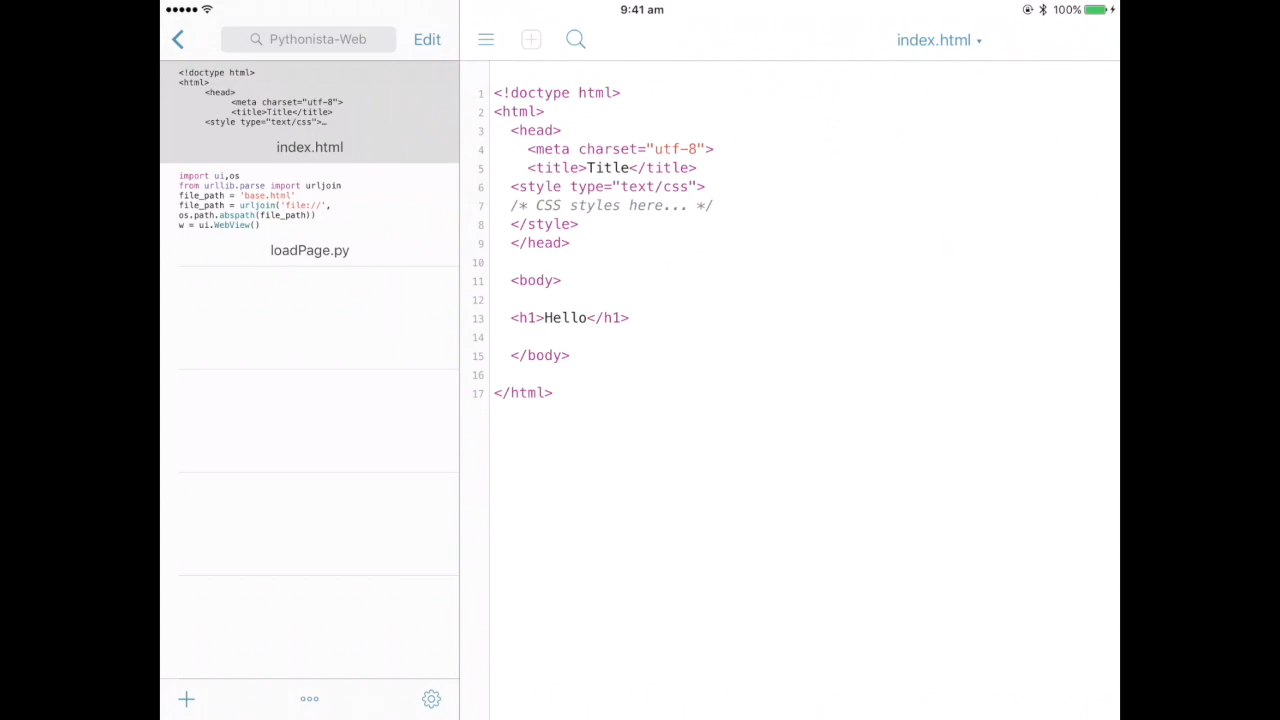 9:41 am
100%
Pythonista-Web
Edit
index.html
<!doctype html>
<html>
<head>
<meta charset="utf-8">
<title>Title</title>
<style type="text/css">…
index.html
import ui,os
from urllib.parse import urljoin
file_path = 'base.html'
file_path = urljoin('file://',
os.path.abspath(file_path))
w = ui.WebView()
loadPage.py
1 <!doctype html>
2 <html>
3 <head>
4 <meta charset="utf-8">
5 <title>Title</title>
6 <style type="text/css">
7 /* CSS styles here... */
8 </style>
9 </head>
10
11 <body>
12
13 <h1>Hello</h1>
14
15 </body>
16
17 </html>